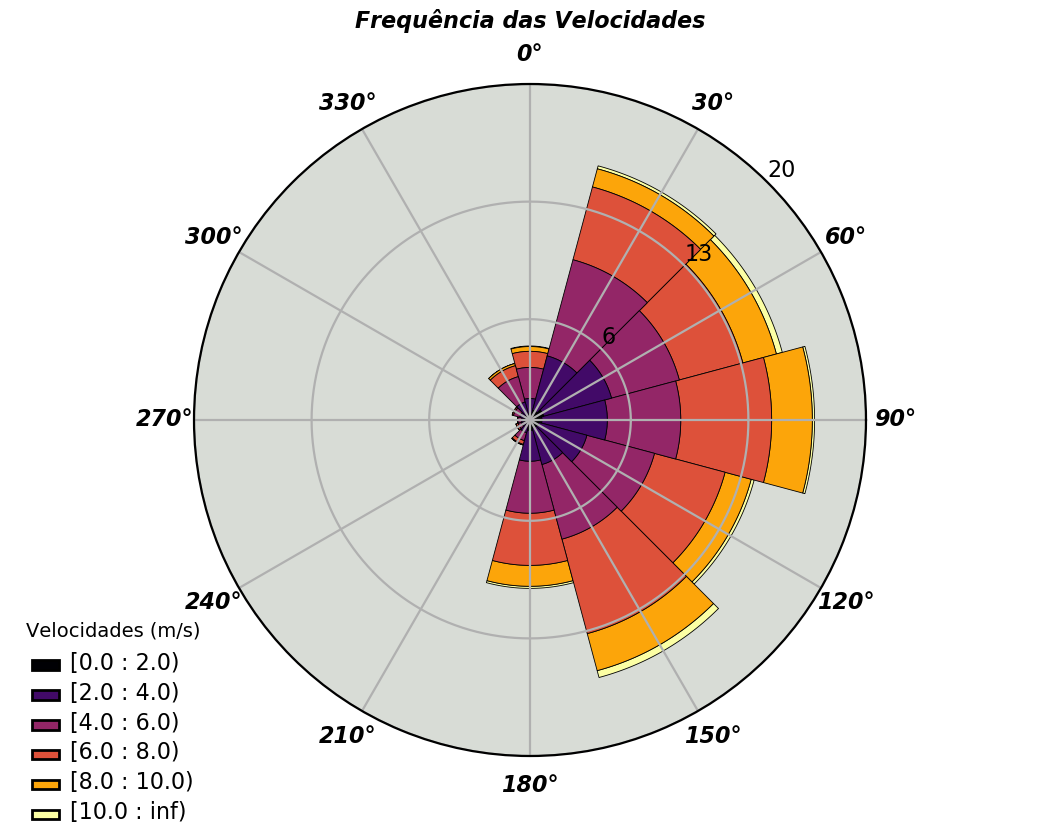 Frequência das Velocidades
0°
330°
30°
20
300°
60°
13
6
270°
90°
240°
120°
210°
150°
180°
Velocidades (m/s)
[0.0 : 2.0)
[2.0 : 4.0)
[4.0 : 6.0)
[6.0 : 8.0)
[8.0 : 10.0)
[10.0 : inf)